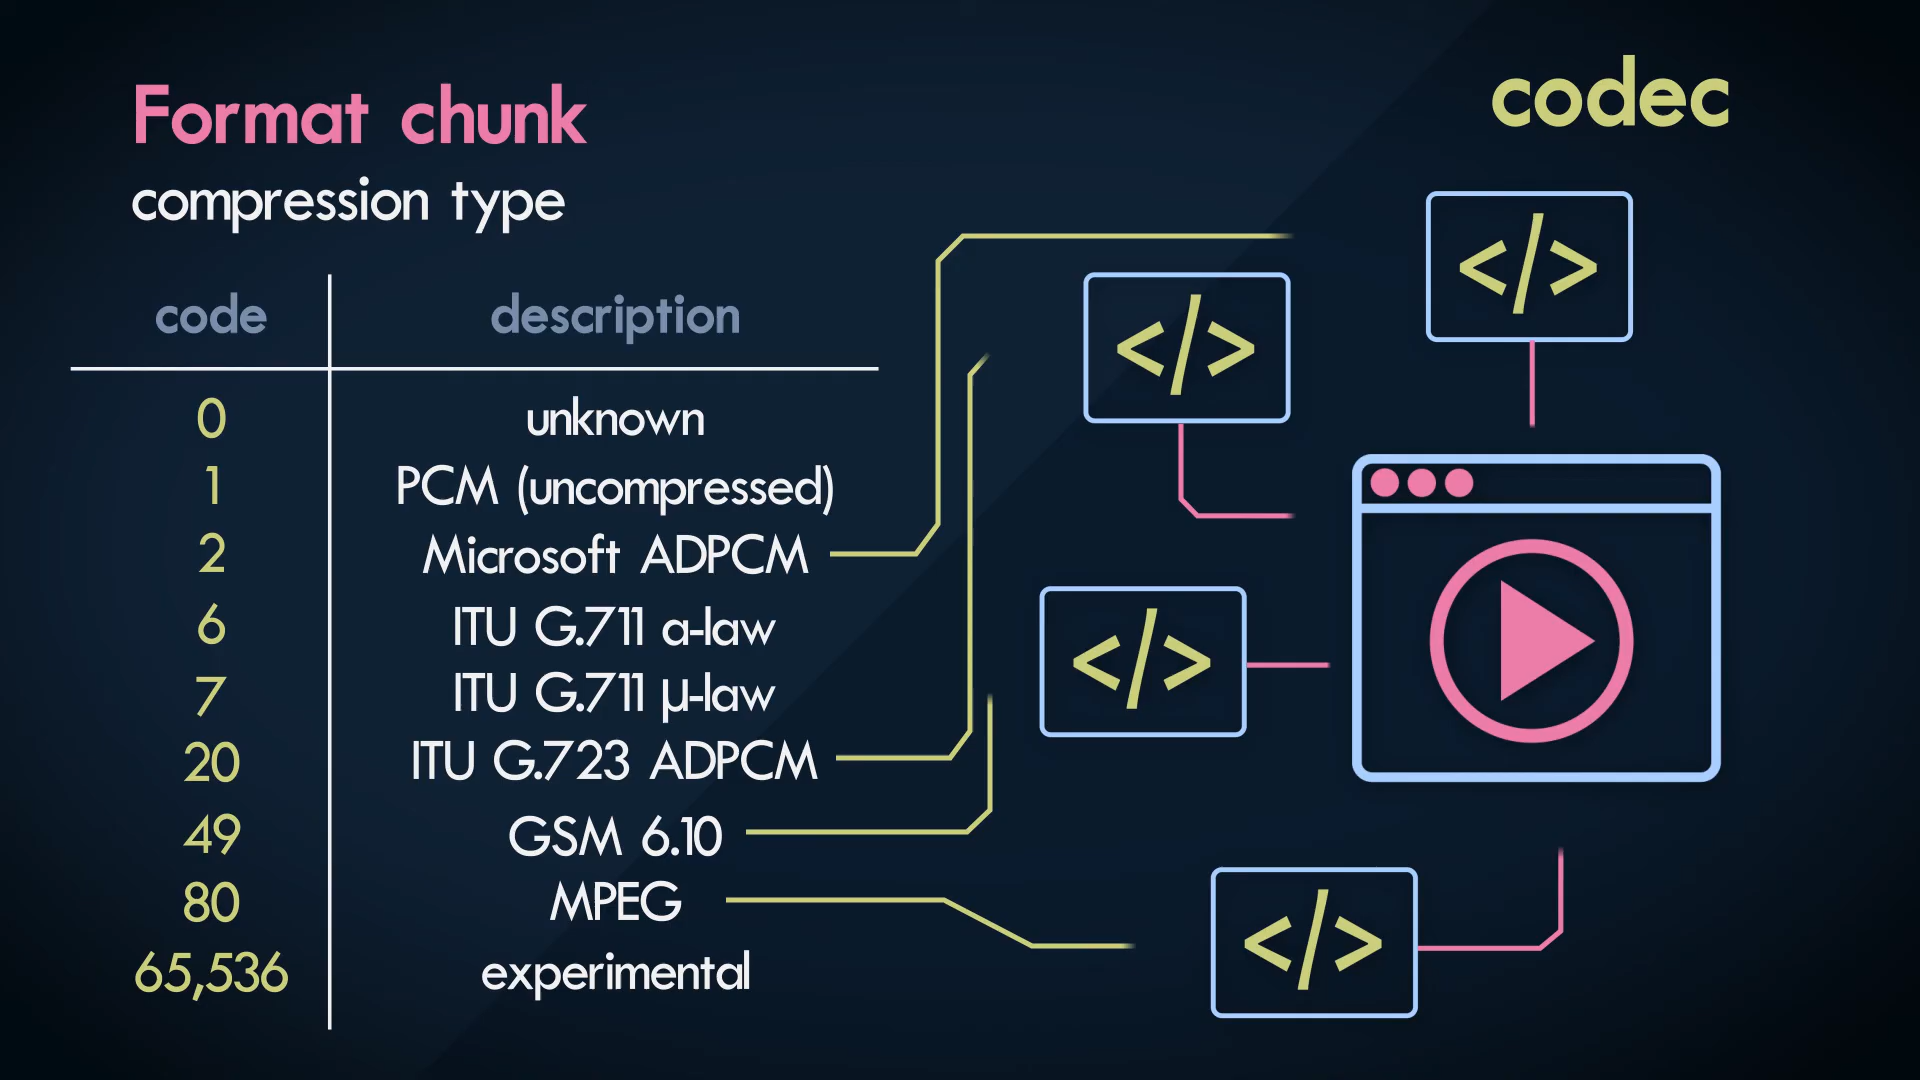 Format chunk
compression type
codec
code description
0 unknown
1 PCM (uncompressed)
2 Microsoft ADPCM
6 ITU G.711 a-law
7 ITU G.711 µ-law
20 ITU G.723 ADPCM
49 GSM 6.10
80 MPEG
65,536 experimental
</>
</>
</>
</>